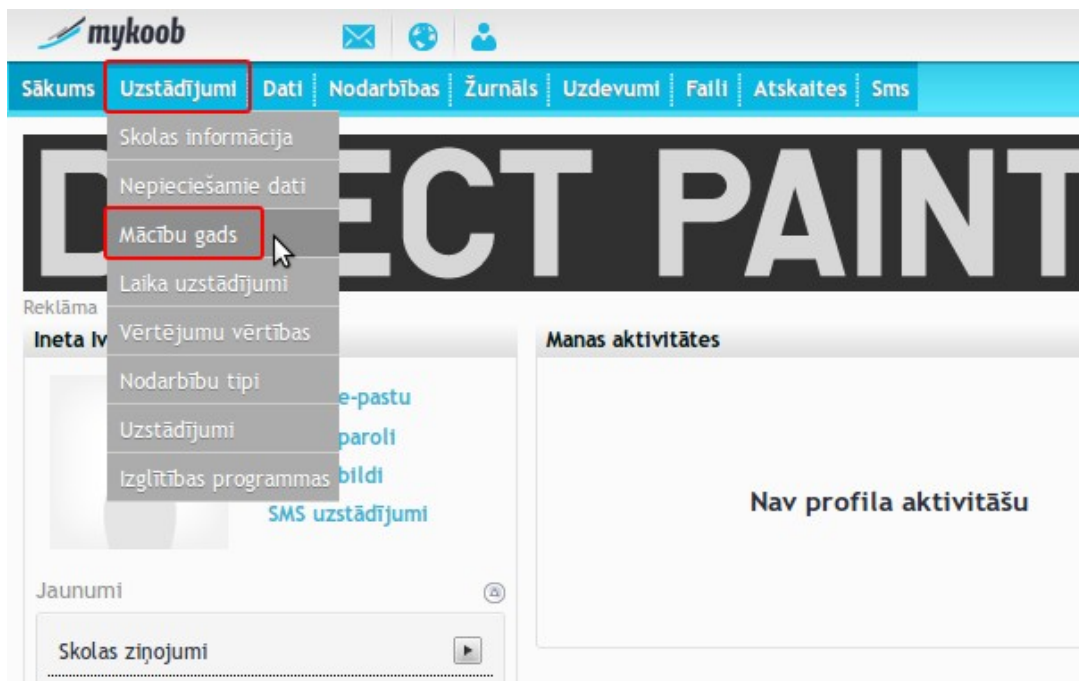 mykoob
Sākums Uzstādījumi Dati Nodarbības Žurnāls Uzdevumi Faili Atskaites Sms
Skolas informācija
Nepieciešamie dati
Mācību gads
Laika uzstādījumi
Vērtējumu vērtības
Nodarbību tipi
Uzstādījumi
Izglītības programmas
ECT PAINT
Reklāma
Ineta Iv
e-pastu
paroli
bildi
SMS uzstādījumi
Jaunumi
Skolas ziņojumi
Manas aktivitātes
Nav profila aktivitāšu